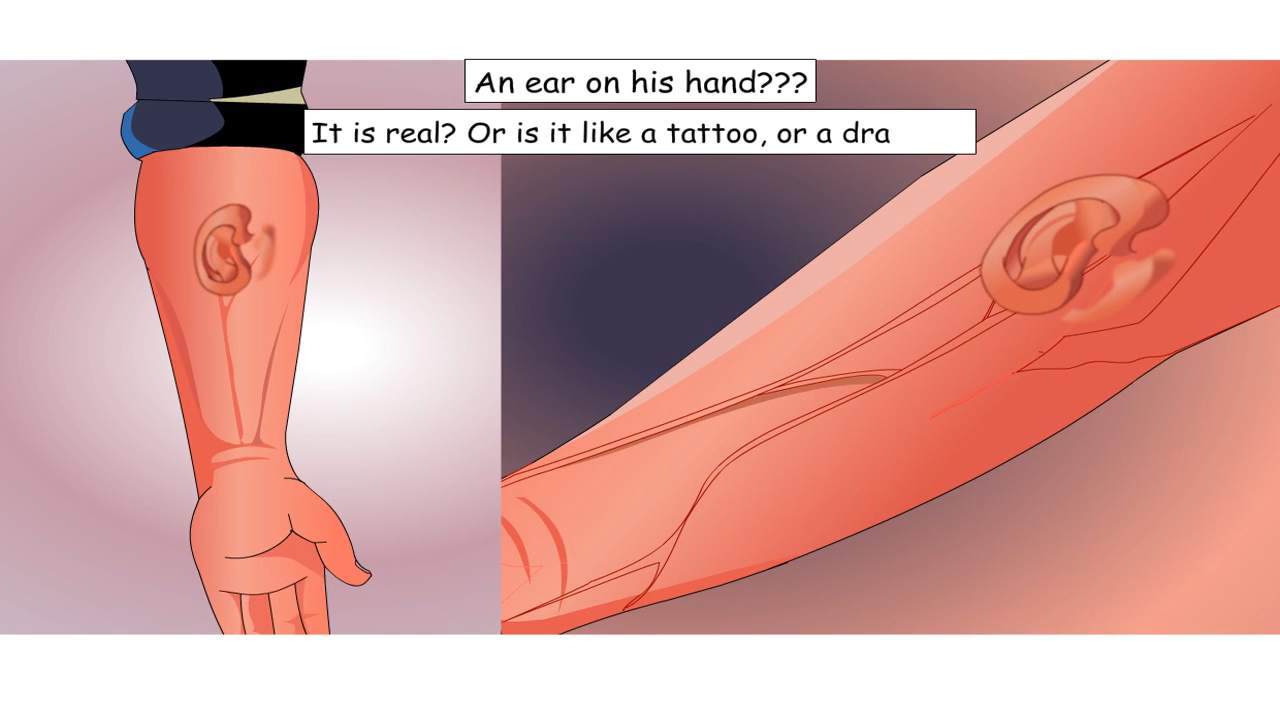 An ear on his hand???
It is real? Or is it like a tattoo, or a dra